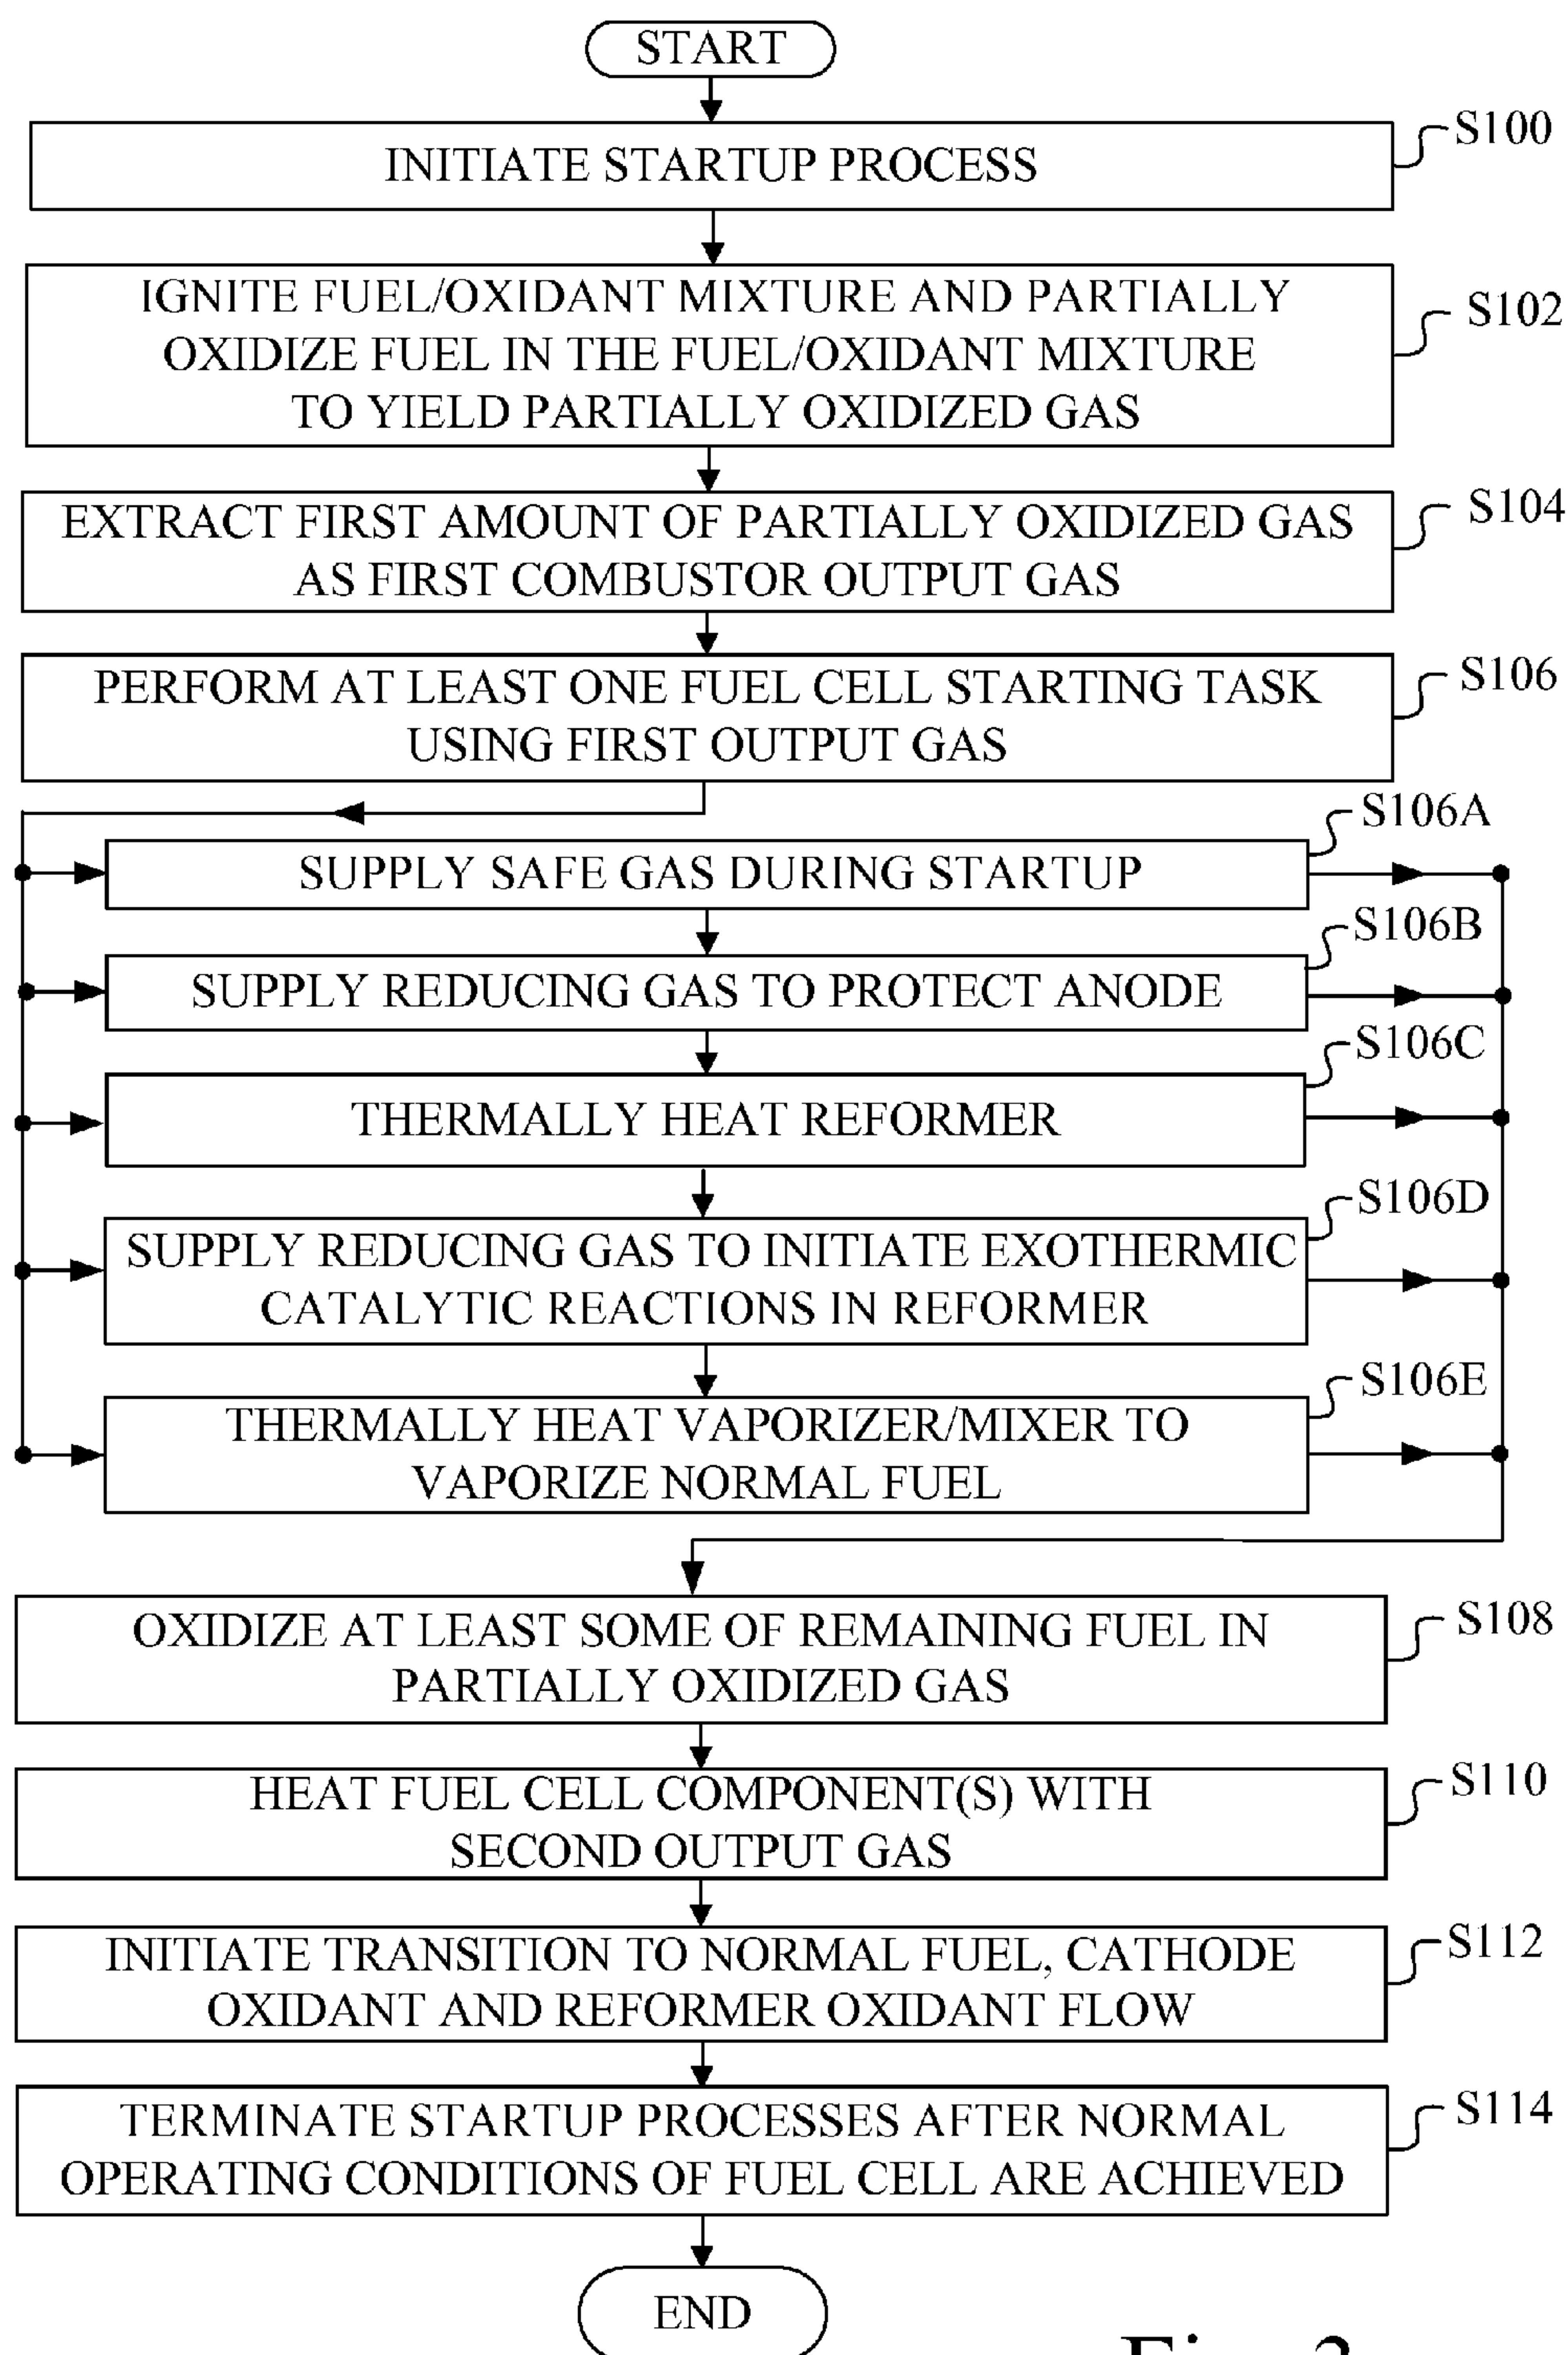 START
INITIATE STARTUP PROCESS
S100
IGNITE FUEL/OXIDANT MIXTURE AND PARTIALLY
OXIDIZE FUEL IN THE FUEL/OXIDANT MIXTURE
TO YIELD PARTIALLY OXIDIZED GAS
S102
EXTRACT FIRST AMOUNT OF PARTIALLY OXIDIZED GAS
AS FIRST COMBUSTOR OUTPUT GAS
S104
PERFORM AT LEAST ONE FUEL CELL STARTING TASK
USING FIRST OUTPUT GAS
S106
SUPPLY SAFE GAS DURING STARTUP
S106A
SUPPLY REDUCING GAS TO PROTECT ANODE
S106B
THERMALLY HEAT REFORMER
S106C
SUPPLY REDUCING GAS TO INITIATE EXOTHERMIC
CATALYTIC REACTIONS IN REFORMER
S106D
THERMALLY HEAT VAPORIZER/MIXER TO
VAPORIZE NORMAL FUEL
S106E
OXIDIZE AT LEAST SOME OF REMAINING FUEL IN
PARTIALLY OXIDIZED GAS
S108
HEAT FUEL CELL COMPONENT(S) WITH
SECOND OUTPUT GAS
S110
INITIATE TRANSITION TO NORMAL FUEL, CATHODE
OXIDANT AND REFORMER OXIDANT FLOW
S112
TERMINATE STARTUP PROCESSES AFTER NORMAL
OPERATING CONDITIONS OF FUEL CELL ARE ACHIEVED
S114
END